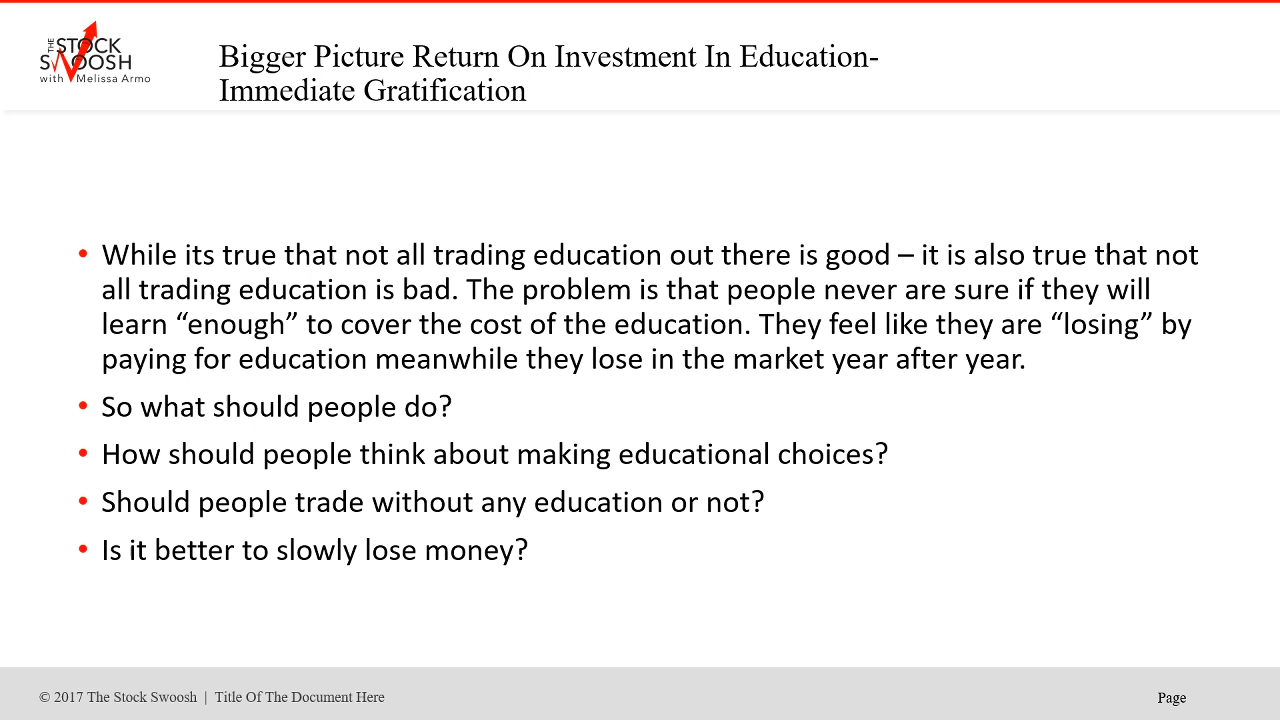 THE STOCK
SWOOSH
with Melissa Armo
Bigger Picture Return On Investment In Education-
Immediate Gratification
• While its true that not all trading education out there is good – it is also true that not
all trading education is bad. The problem is that people never are sure if they will
learn “enough” to cover the cost of the education. They feel like they are “losing” by
paying for education meanwhile they lose in the market year after year.
• So what should people do?
• How should people think about making educational choices?
• Should people trade without any education or not?
• Is it better to slowly lose money?
© 2017 The Stock Swoosh | Title Of The Document Here
Page